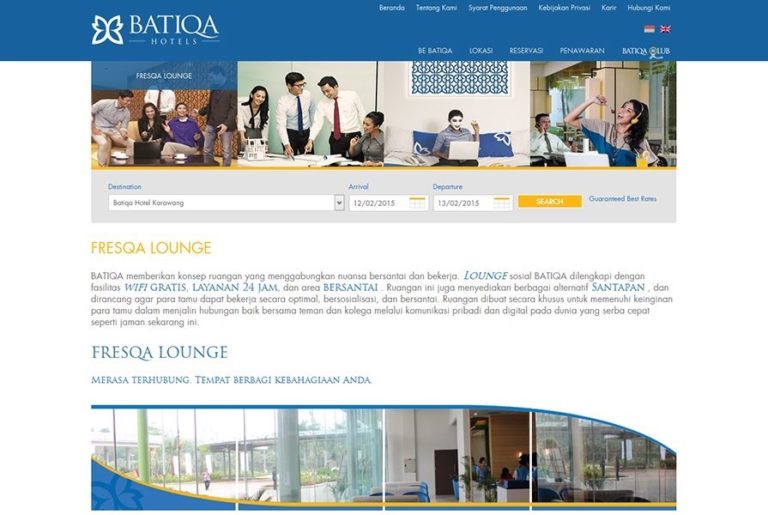 BATIQA
HOTELS
Beranda Tentang Kami Syarat Penggunaan Kebijakan Privasi Karir Hubungi Kami
BE BATIQA LOKASI RESERVASI PENAWARAN BATIQA CLUB
FRESQA LOUNGE
Destination Arrival Departure
Batiqa Hotel Karawang 12/02/2015 13/02/2015 SEARCH Guaranteed Best Rates
FRESQA LOUNGE
BATIQA memberikan konsep ruangan yang menggabungkan nuansa bersantai dan bekerja. LOUNGE sosial BATIQA dilengkapi dengan
fasilitas WIFI GRATIS, LAYANAN 24 JAM, dan area BERSANTAI . Ruangan ini juga menyediakan berbagai alternatif SANTAPAN , dan
dirancang agar para tamu dapat bekerja secara optimal, bersosialisasi, dan bersantai. Ruangan dibuat secara khusus untuk memenuhi keinginan
para tamu dalam menjalin hubungan baik bersama teman dan kolega melalui komunikasi pribadi dan digital pada dunia yang serba cepat
seperti jaman sekarang ini.
FRESQA LOUNGE
MERASA TERHUBUNG. TEMPAT BERBAGI KEBAHAGIAAN ANDA.